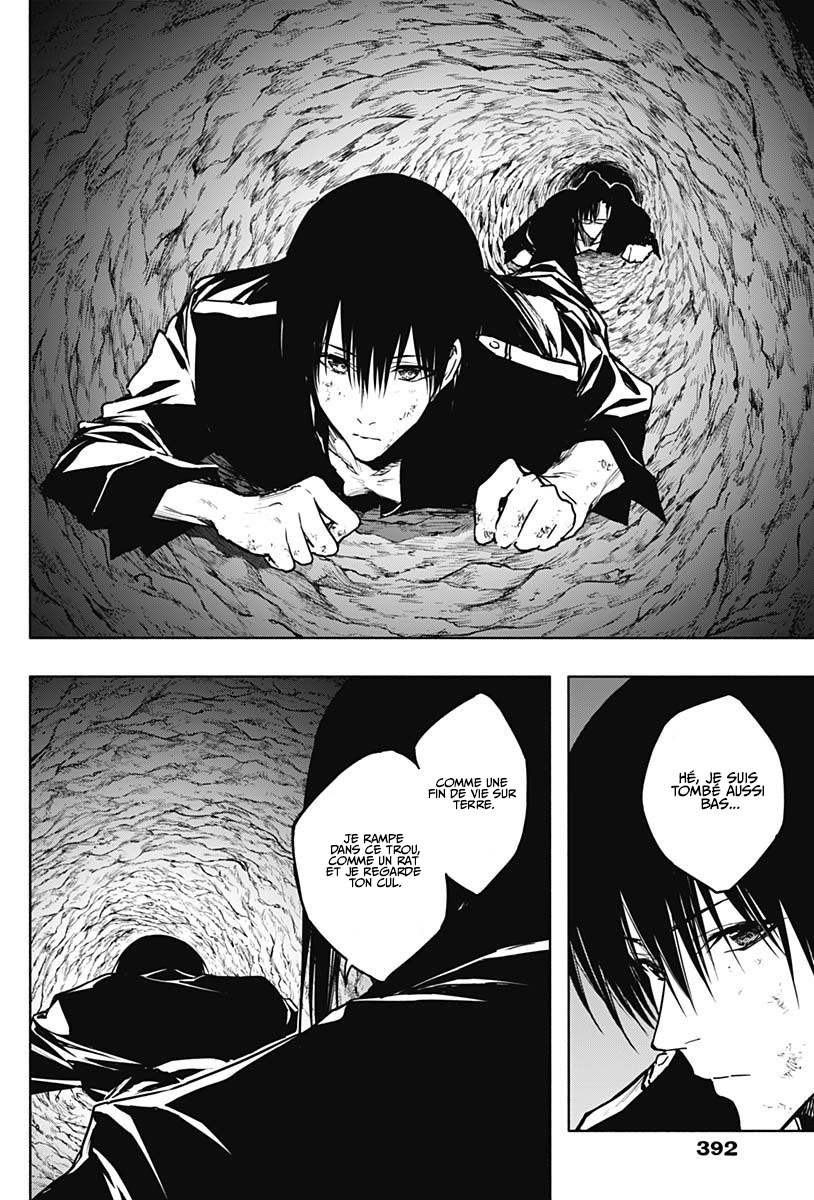 HÉ, JE SUIS
TOMBÉ AUSSI
BAS...
COMME UNE
FIN DE VIE SUR
TERRE.
JE RAMPE
DANS CE TROU,
COMME UN RAT
ET JE REGARDE
TON CUL.
392